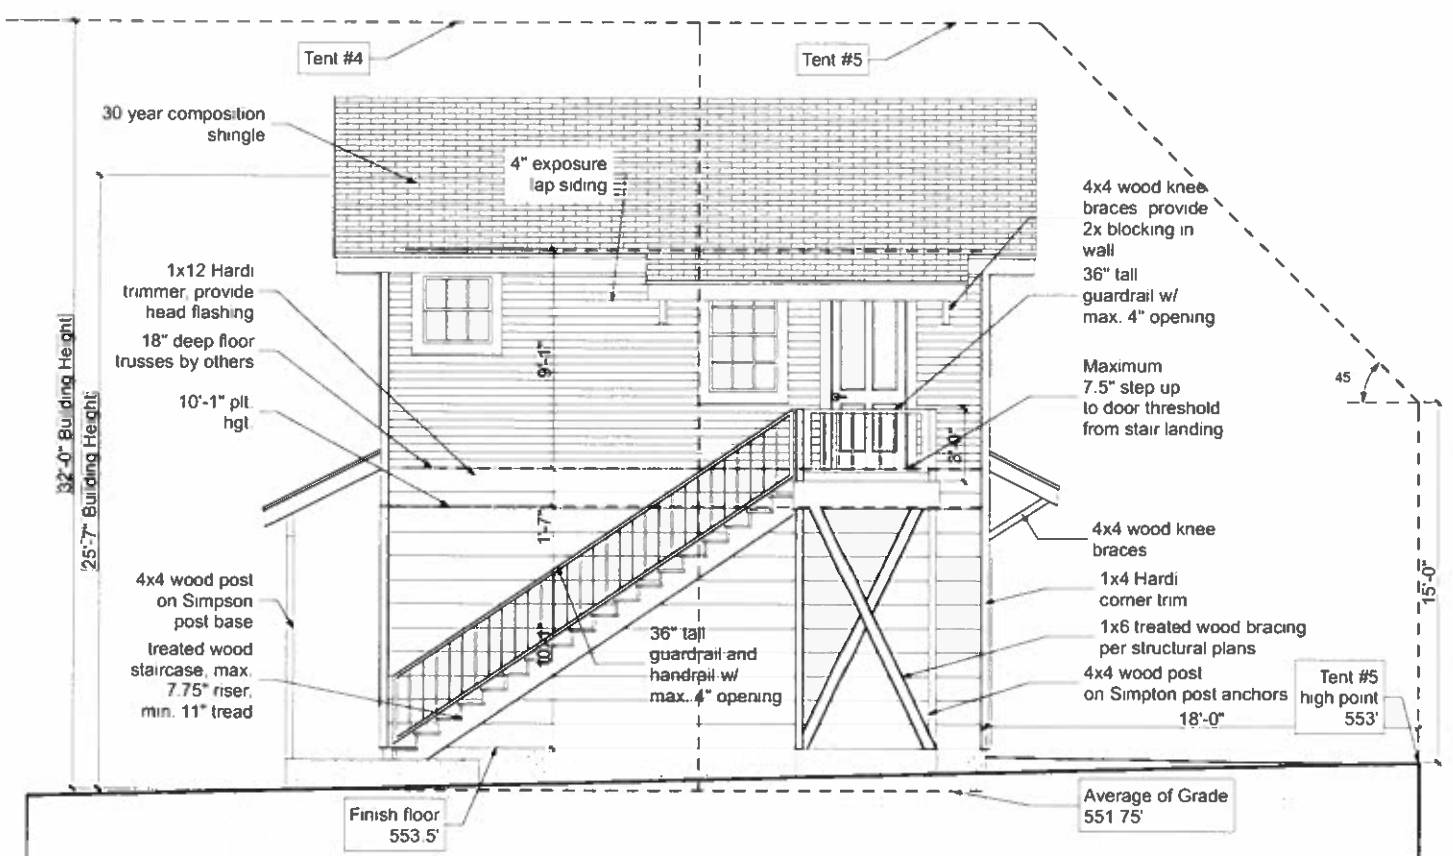 Tent #4
Tent #5
30 year composition
shingle
4" exposure
lap siding
4x4 wood knee
braces provide
2x blocking in
wall
36" tall
guardrail w/
max. 4" opening
1x12 Hardi
trimmer, provide
head flashing
18" deep floor
trusses by others
10'-1" plt.
hgt.
Maximum
7.5" step up
to door threshold
from stair landing
45
32'-0" Building Height
25'-7" Building Height
9'-1"
3'-0"
1'-7"
10'-1"
15'-0"
4x4 wood knee
braces
4x4 wood post
on Simpson
post base
treated wood
staircase, max.
7.75" riser,
min. 11" tread
36" tall
guardrail and
handrail w/
max. 4" opening
1x4 Hardi
corner trim
1x6 treated wood bracing
per structural plans
4x4 wood post
on Simpton post anchors
18'-0"
Tent #5
high point
553'
Finish floor
553.5'
Average of Grade
551.75'